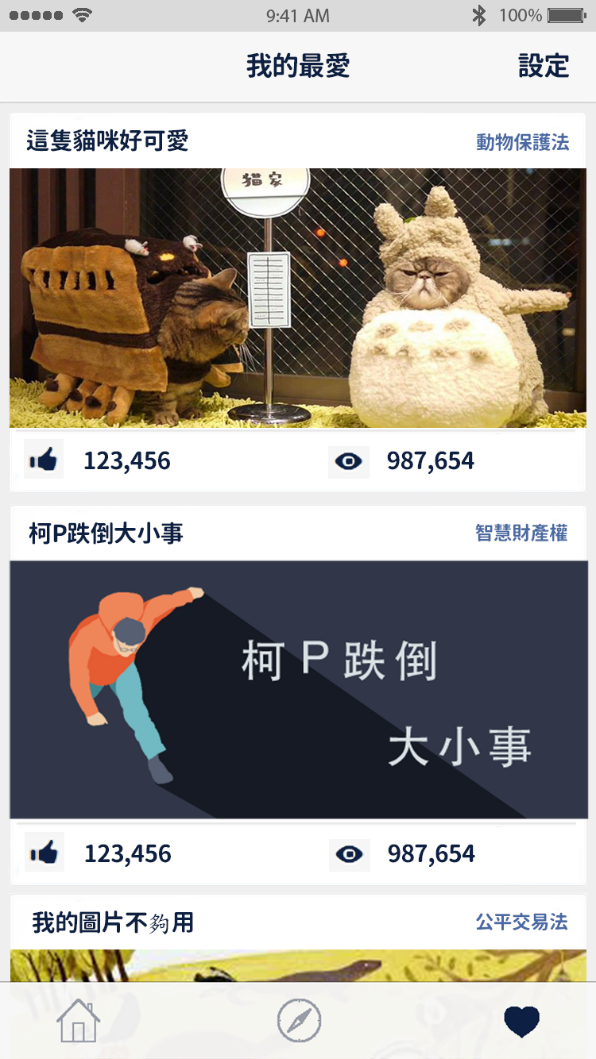 9:41 AM
100%
我的最愛
設定
這隻貓咪好可愛
動物保護法
貓家
123,456
987,654
柯P跌倒大小事
智慧財產權
柯P跌倒
大小事
123,456
987,654
我的圖片不夠用
公平交易法